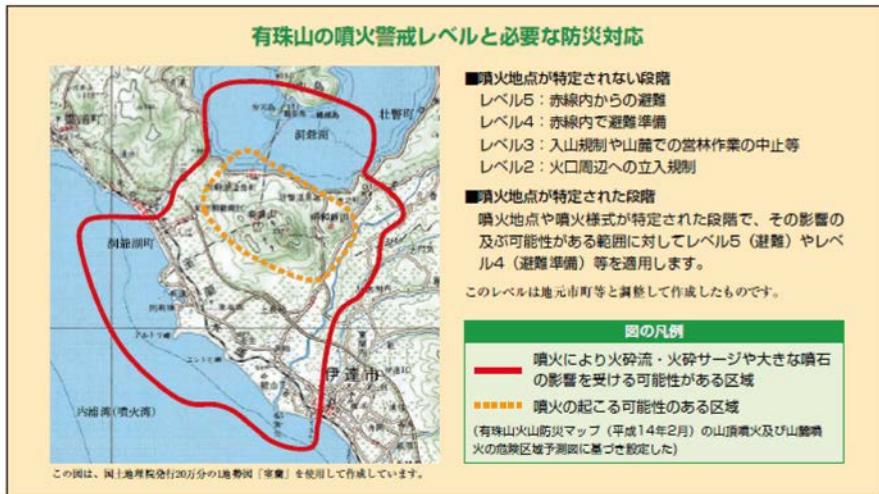 有珠山の噴火警戒レベルと必要な防災対応
■噴火地点が特定されない段階
レベル5：赤線内からの避難
レベル4：赤線内で避難準備
レベル3：入山規制や山麓での営林作業の中止等
レベル2：火口周辺への立入規制
■噴火地点が特定された段階
噴火地点や噴火様式が特定された段階で、その影響の
及ぶ可能性がある範囲に対してレベル5（避難）やレベ
ル4（避難準備）等を適用します。
このレベルは地元市町等と調整して作成したものです。
図の凡例
噴火により火砕流・火砕サージや大きな噴石
の影響を受ける可能性がある区域
噴火の起こる可能性のある区域
(有珠山火山防災マップ（平成14年2月）の山頂噴火及び山麓噴
火の危険区域予測図に基づき設定した)
壮瞥町
洞爺湖
洞爺湖町
伊達市
内浦湾(噴火湾)
この図は、国土地理院発行20万分の1地勢図「室蘭」を使用して作成しています。